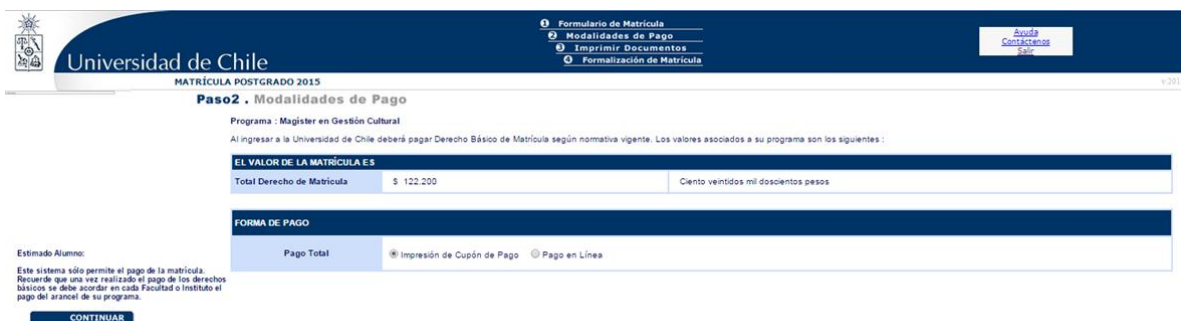 Universidad de Chile
❶ Formulario de Matrícula
❷ Modalidades de Pago
❸ Imprimir Documentos
❹ Formalización de Matrícula
Ayuda
Contáctenos
Salir
MATRÍCULA POSTGRADO 2015
Paso2 . Modalidades de Pago
Programa : Magister en Gestión Cultural
Al ingresar a la Universidad de Chile deberá pagar Derecho Básico de Matrícula según normativa vigente. Los valores asociados a su programa son los siguientes :
EL VALOR DE LA MATRÍCULA ES
Total Derecho de Matrícula $ 122.200 Ciento veintidos mil doscientos pesos
FORMA DE PAGO
Pago Total Impresión de Cupón de Pago Pago en Línea
Estimado Alumno:
Este sistema sólo permite el pago de la matrícula.
Recuerde que una vez realizado el pago de los derechos
básicos se debe acordar en cada Facultad o Instituto el
pago del arancel de su programa.
CONTINUAR